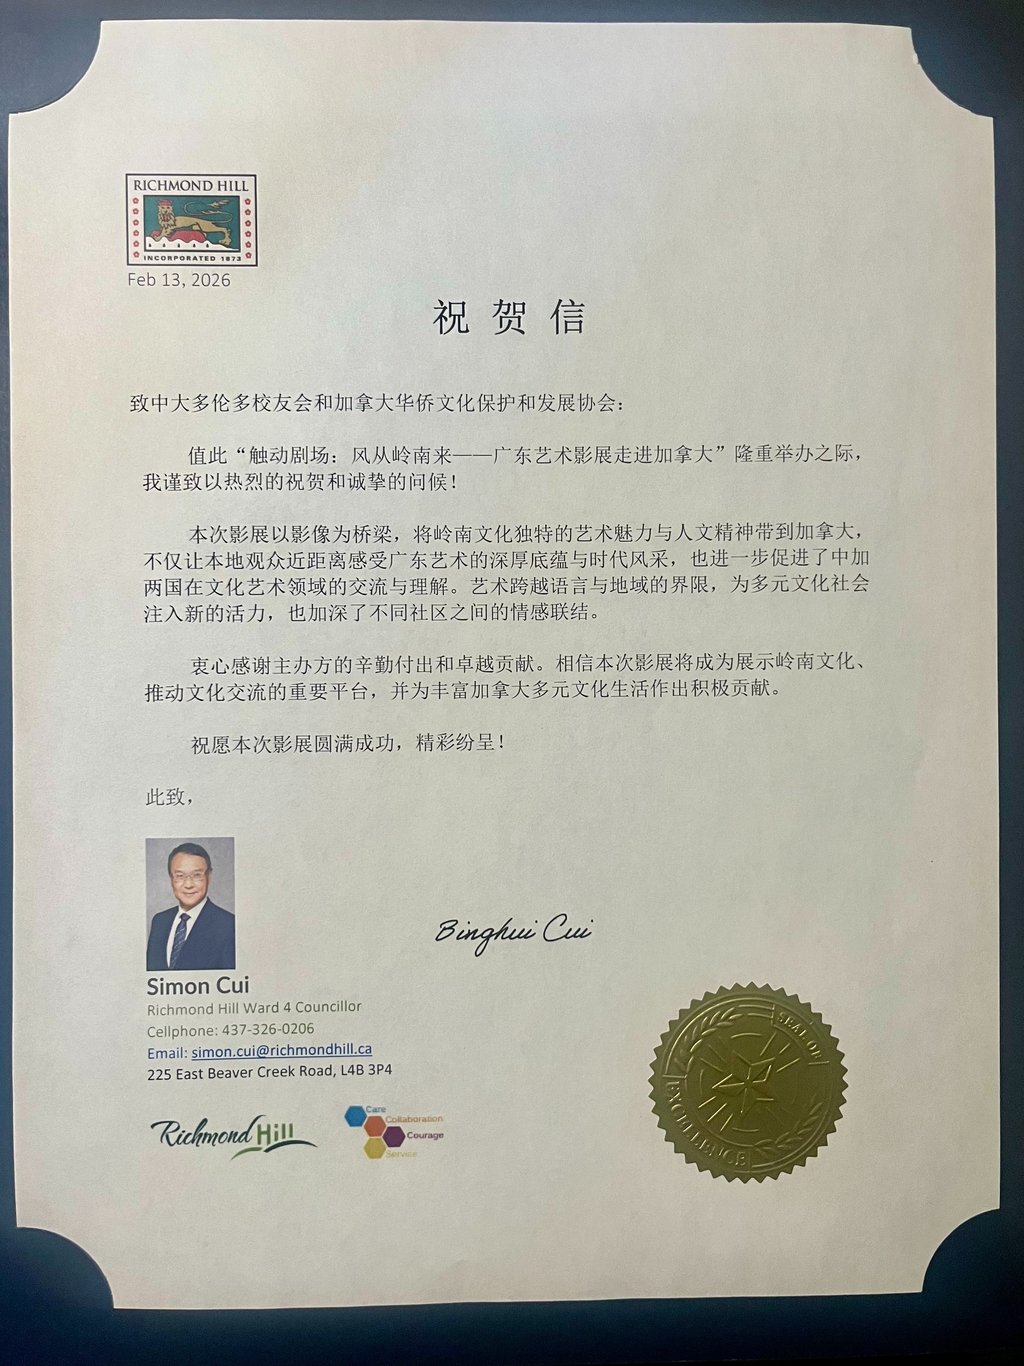 RICHMOND HILL
INCORPORATED 1873
Feb 13, 2026
祝贺信
致中大多伦多校友会和加拿大华侨文化保护和发展协会：
值此“触动剧场：风从岭南来——广东艺术影展走进加拿大”隆重举办之际，
我谨致以热烈的祝贺和诚挚的问候！
本次影展以影像为桥梁，将岭南文化独特的艺术魅力与人文精神带到加拿大，
不仅让本地观众近距离感受广东艺术的深厚底蕴与时代风采，也进一步促进了中加
两国在文化艺术领域的交流与理解。艺术跨越语言与地域的界限，为多元文化社会
注入新的活力，也加深了不同社区之间的情感联结。
衷心感谢主办方的辛勤付出和卓越贡献。相信本次影展将成为展示岭南文化、
推动文化交流的重要平台，并为丰富加拿大多元文化生活作出积极贡献。
祝愿本次影展圆满成功，精彩纷呈！
此致，
Binghui Cui
Simon Cui
Richmond Hill Ward 4 Councillor
Cellphone: 437-326-0206
Email: simon.cui@richmondhill.ca
225 East Beaver Creek Road, L4B 3P4
Richmond Hill
Care
Collaboration
Courage
Service
SEAL OF
EXCELLENCE